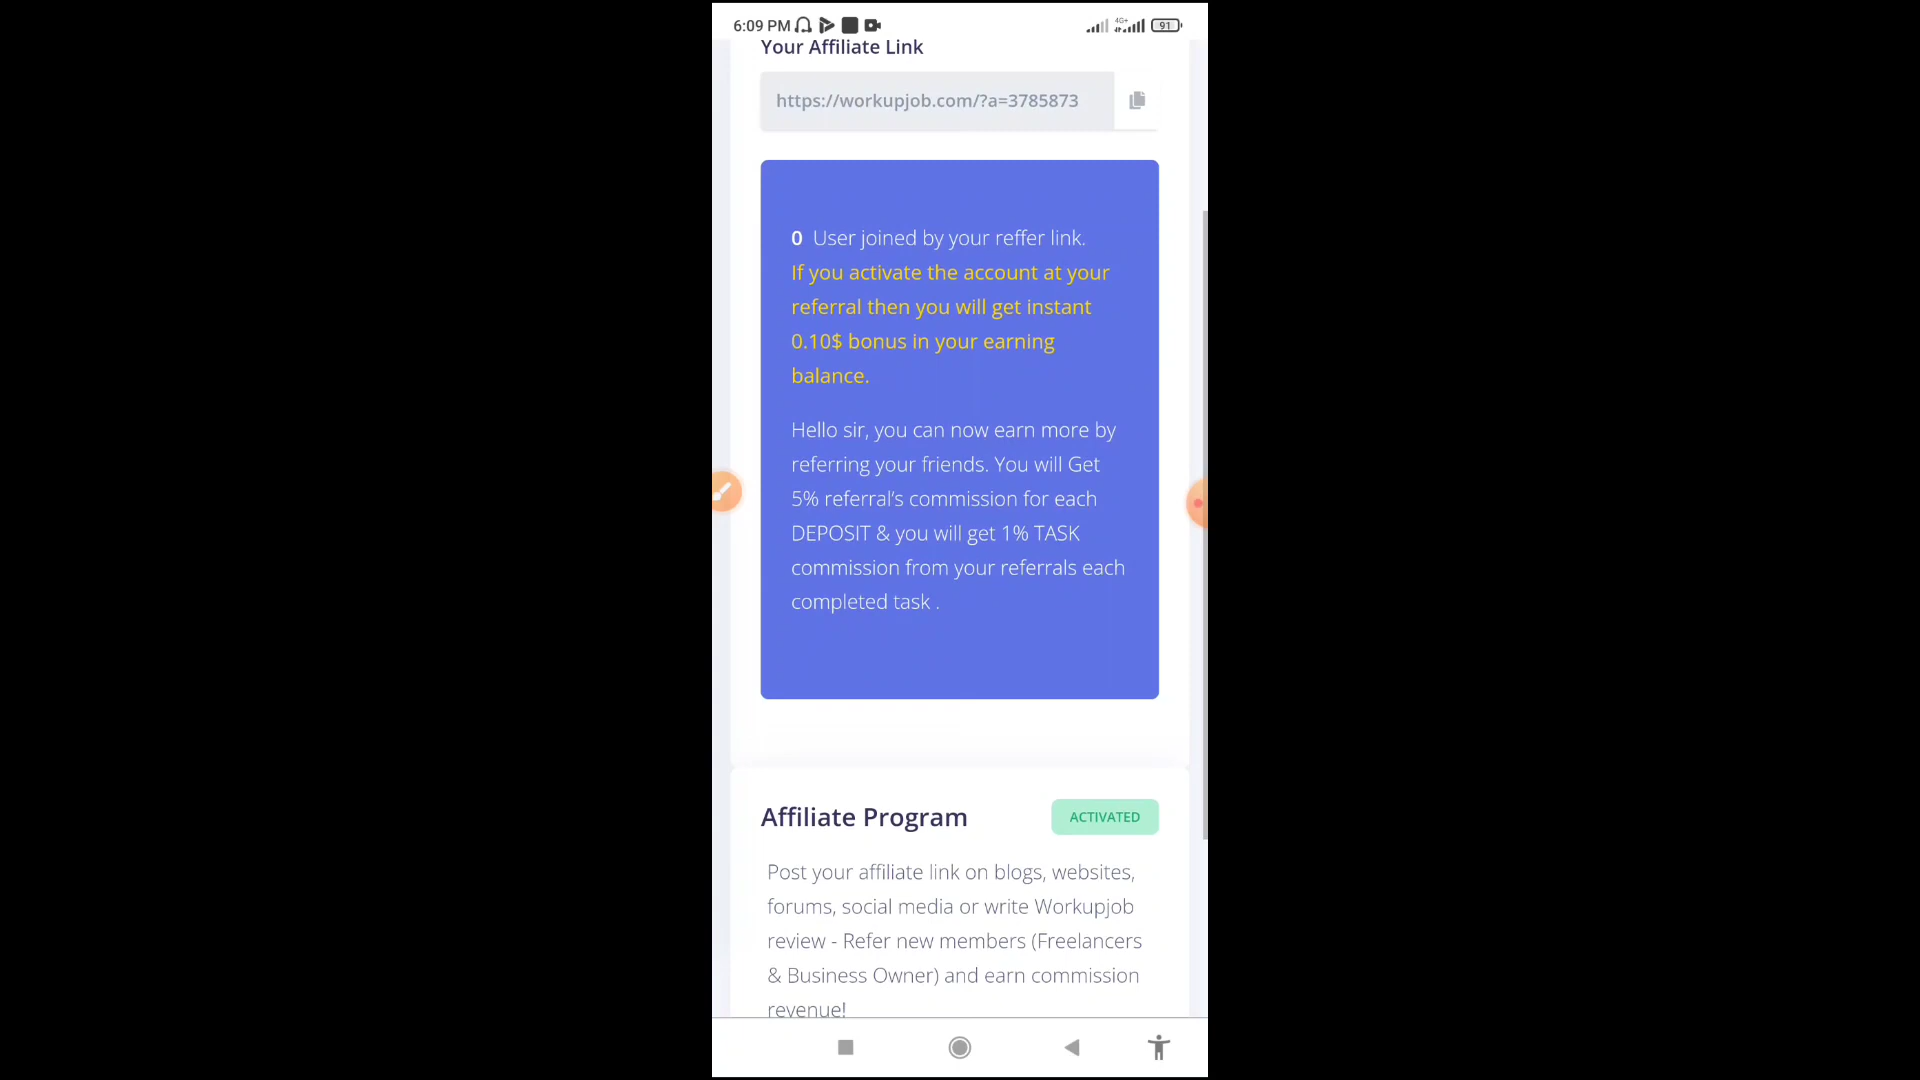 6:09 PM
4G+
91
Your Affiliate Link
https://workupjob.com/?a=3785873
0 User joined by your reffer link.
If you activate the account at your
referral then you will get instant
0.10$ bonus in your earning
balance.
Hello sir, you can now earn more by
referring your friends. You will Get
5% referral's commission for each
DEPOSIT & you will get 1% TASK
commission from your referrals each
completed task .
Affiliate Program
ACTIVATED
Post your affiliate link on blogs, websites,
forums, social media or write Workupjob
review - Refer new members (Freelancers
& Business Owner) and earn commission
revenue!